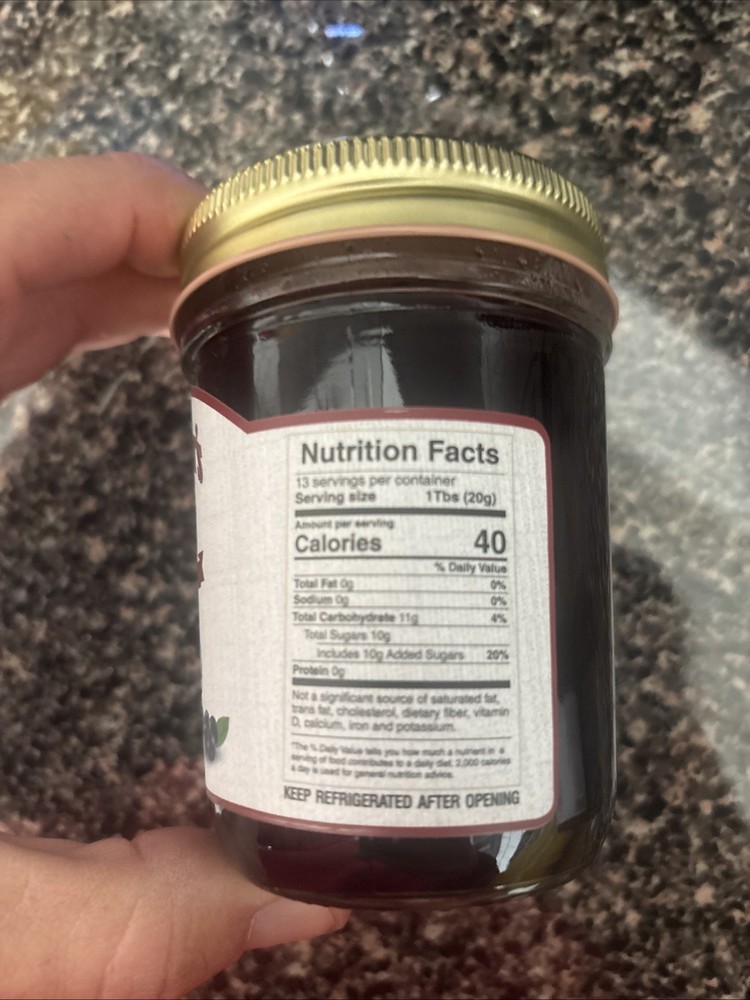 Nutrition Facts
13 servings per container
Serving size 1Tbs (20g)
Amount per serving
Calories 40
% Daily Value
Total Fat 0g 0%
Sodium 0g 0%
Total Carbohydrate 11g 4%
Total Sugars 10g
Includes 10g Added Sugars 20%
Protein 0g
Not a significant source of saturated fat,
trans fat, cholesterol, dietary fiber, vitamin
D, calcium, iron and potassium.
*The % Daily Value tells you how much a nutrient in a
serving of food contributes to a daily diet. 2,000 calories
a day is used for general nutrition advice.
KEEP REFRIGERATED AFTER OPENING